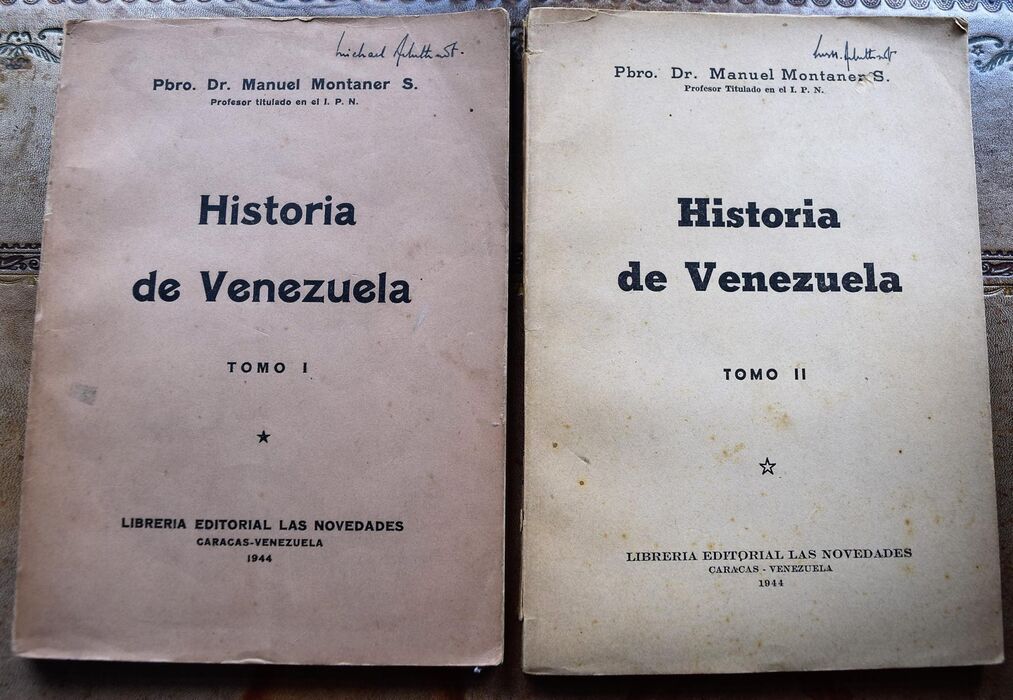 Michael
Pbro. Dr. Manuel Montaner S.
Profesor titulado en el I. P. N.
Historia
de Venezuela
TOMO I
LIBRERIA EDITORIAL LAS NOVEDADES
CARACAS-VENEZUELA
1944
Pbro. Dr. Manuel Montaner S.
Profesor Titulado en el I. P. N.
Historia
de Venezuela
TOMO II
LIBRERIA EDITORIAL LAS NOVEDADES
CARACAS - VENEZUELA
1944